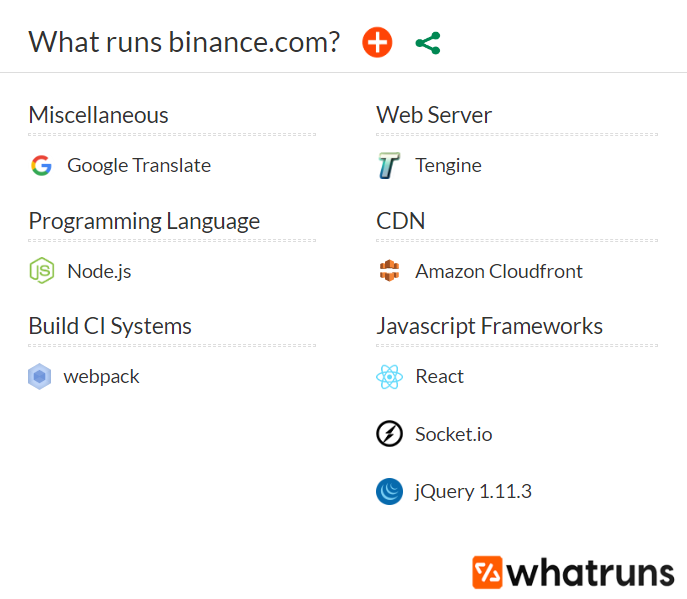 What runs binance.com?
Miscellaneous
Google Translate
Programming Language
Node.js
Build CI Systems
webpack
Web Server
Tengine
CDN
Amazon Cloudfront
Javascript Frameworks
React
Socket.io
jQuery 1.11.3
whatruns